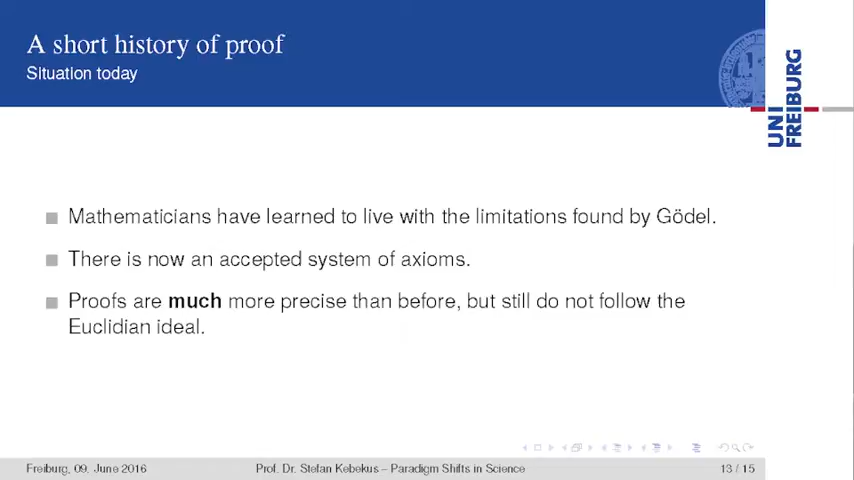 A short history of proof
Situation today
UNI
FREIBURG
Mathematicians have learned to live with the limitations found by Gödel.
There is now an accepted system of axioms.
Proofs are much more precise than before, but still do not follow the
Euclidian ideal.
Freiburg, 09. June 2016
Prof. Dr. Stefan Kebekus – Paradigm Shifts in Science
13 / 15